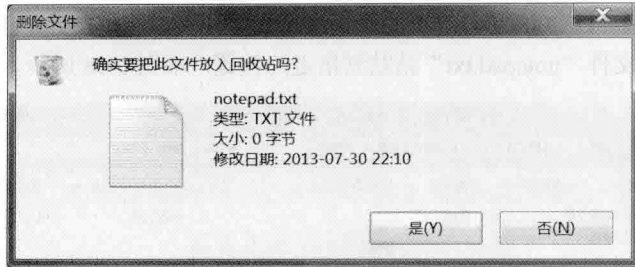 删除文件
确实要把此文件放入回收站吗?
notepad.txt
类型: TXT 文件
大小: 0 字节
修改日期: 2013-07-30 22:10
是(Y)
否(N)